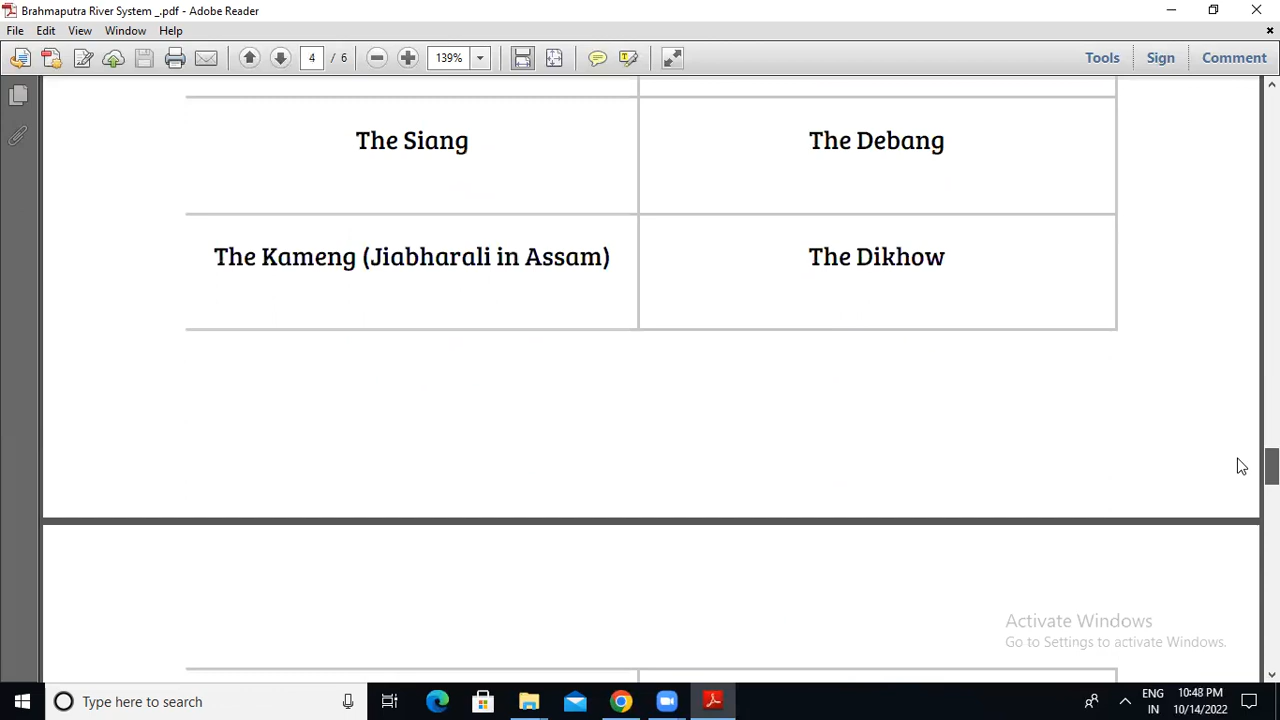 Brahmaputra River System _.pdf - Adobe Reader
File Edit View Window Help
4 / 6 139% Tools Sign Comment
The Siang The Debang
The Kameng (Jiabharali in Assam) The Dikhow
Activate Windows
Go to Settings to activate Windows.
Type here to search
ENG 10:48 PM
IN 10/14/2022